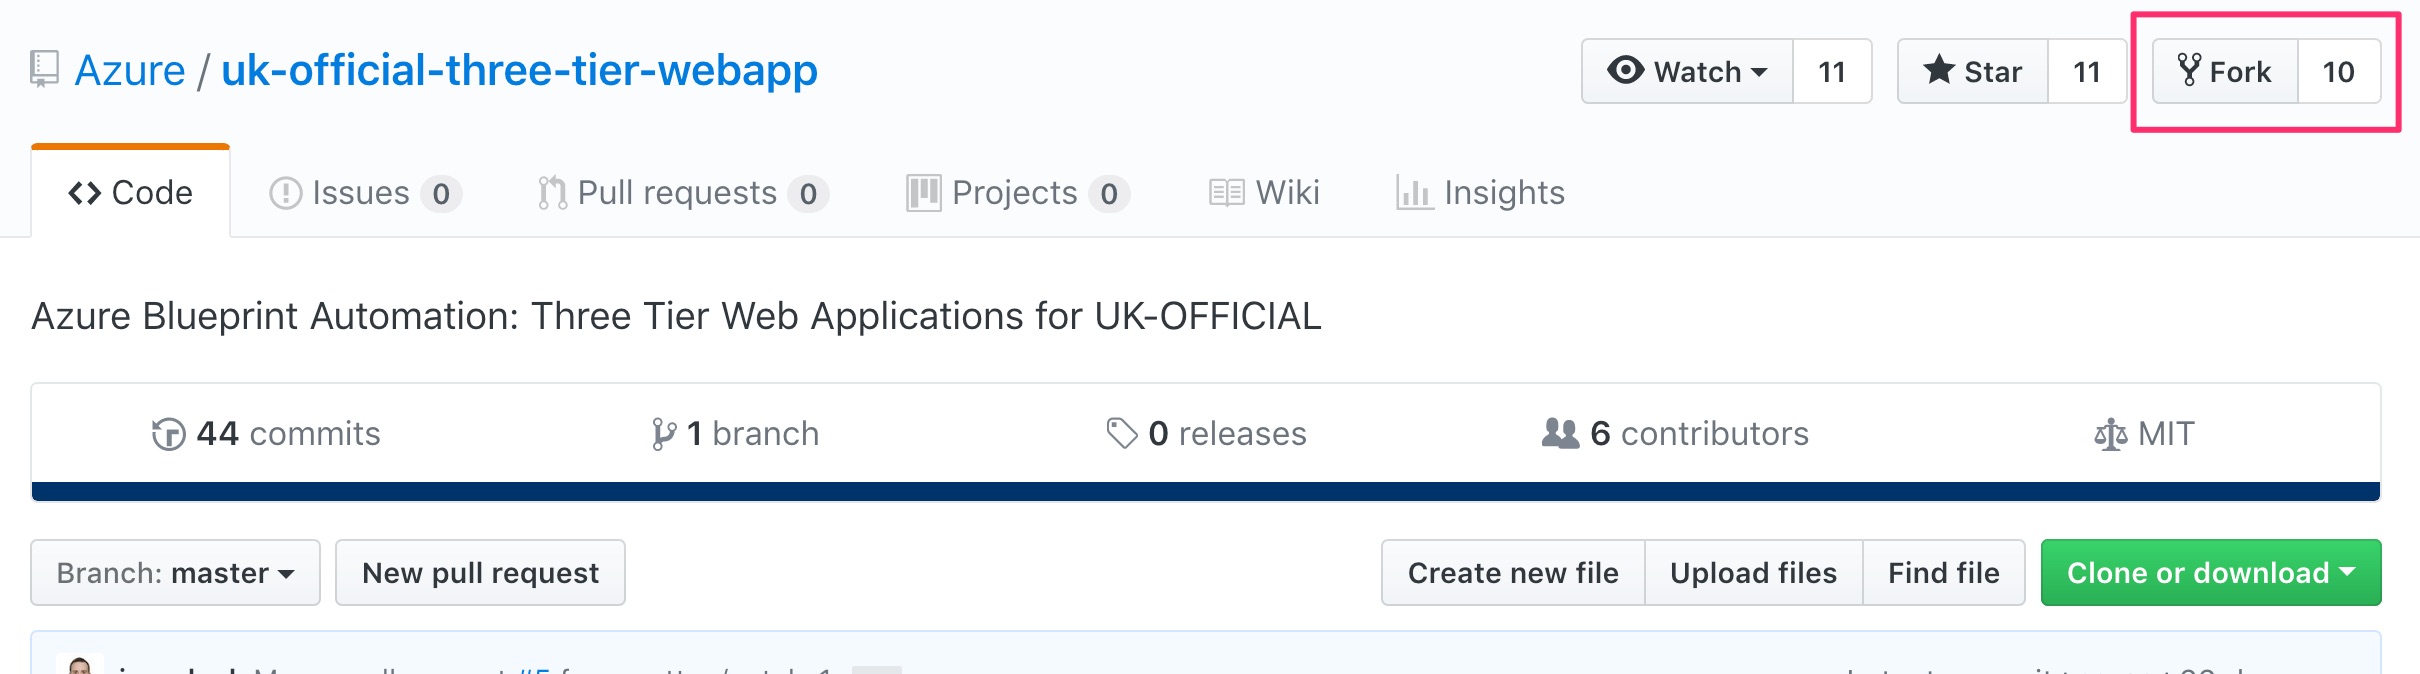 Azure / uk-official-three-tier-webapp Watch 11 Star 11 Fork 10
Code Issues 0 Pull requests 0 Projects 0 Wiki Insights
Azure Blueprint Automation: Three Tier Web Applications for UK-OFFICIAL
44 commits 1 branch 0 releases 6 contributors MIT
Branch: master New pull request Create new file Upload files Find file Clone or download
#5